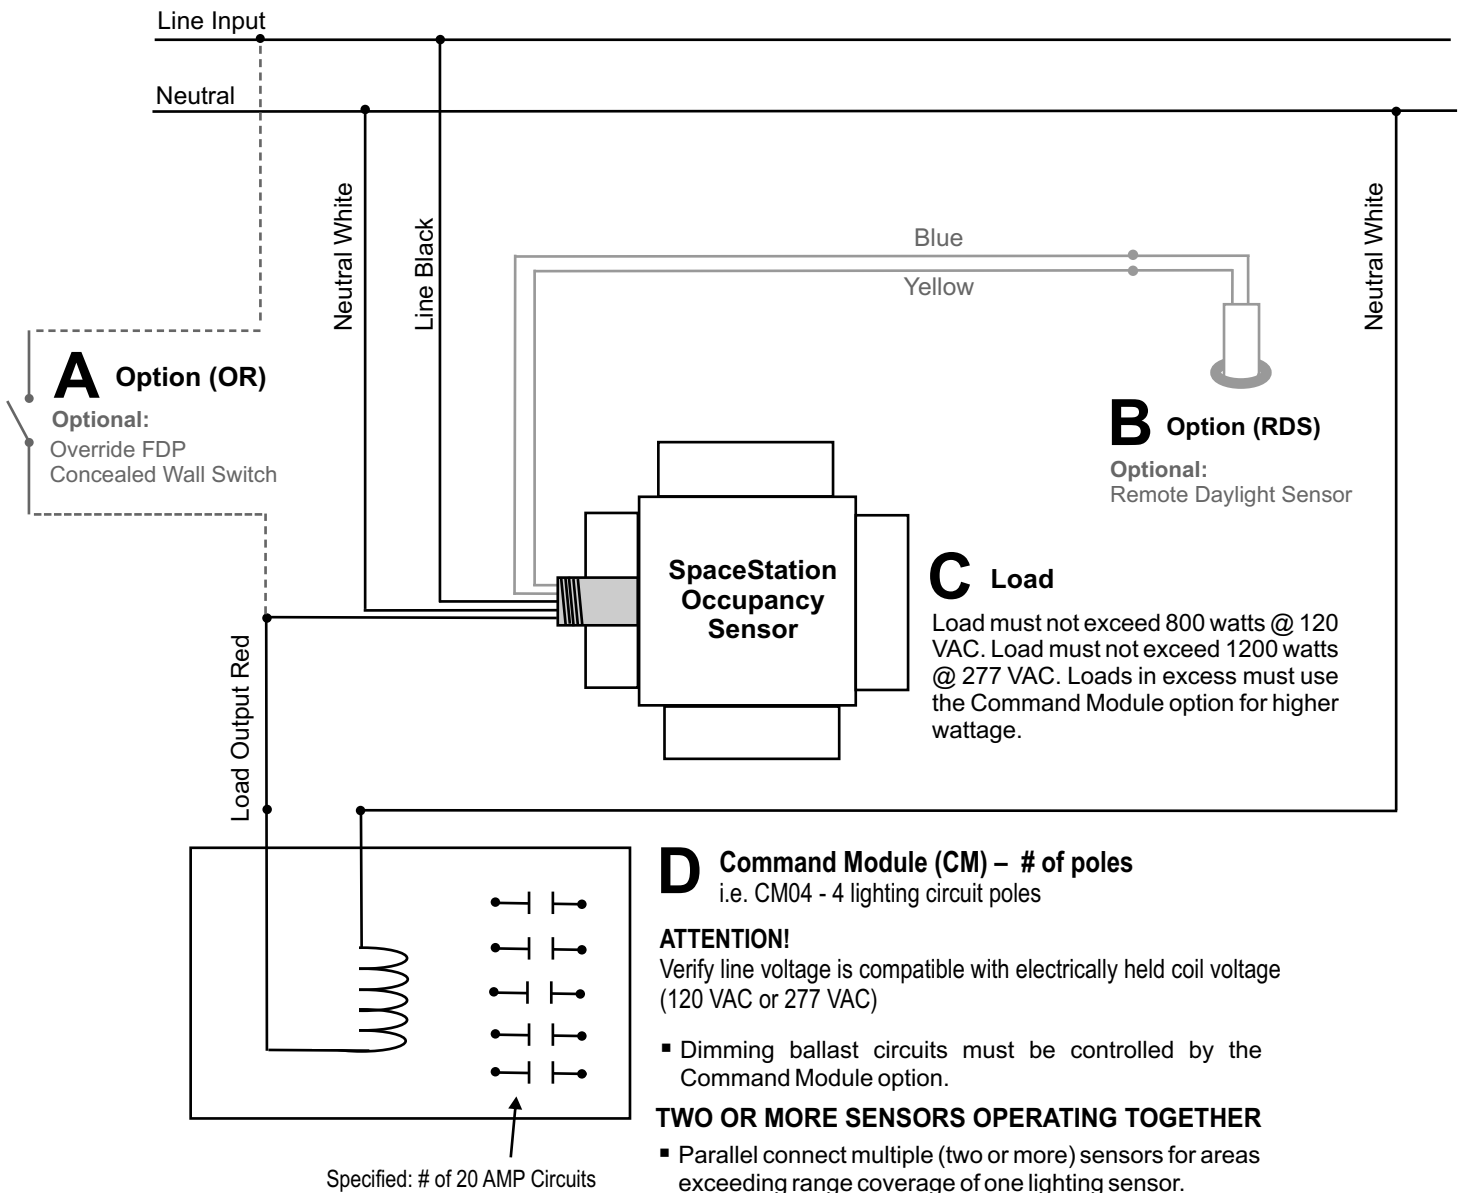 Line Input
Neutral
Neutral White
Line Black
Neutral White
Blue
Yellow
A Option (OR)
Optional:
Override FDP
Concealed Wall Switch
B Option (RDS)
Optional:
Remote Daylight Sensor
SpaceStation
Occupancy
Sensor
C Load
Load must not exceed 800 watts @ 120
VAC. Load must not exceed 1200 watts
@ 277 VAC. Loads in excess must use
the Command Module option for higher
wattage.
Load Output Red
D Command Module (CM) – # of poles
i.e. CM04 - 4 lighting circuit poles
ATTENTION!
Verify line voltage is compatible with electrically held coil voltage
(120 VAC or 277 VAC)
▪ Dimming ballast circuits must be controlled by the
Command Module option.
TWO OR MORE SENSORS OPERATING TOGETHER
▪ Parallel connect multiple (two or more) sensors for areas
exceeding range coverage of one lighting sensor.
Specified: # of 20 AMP Circuits